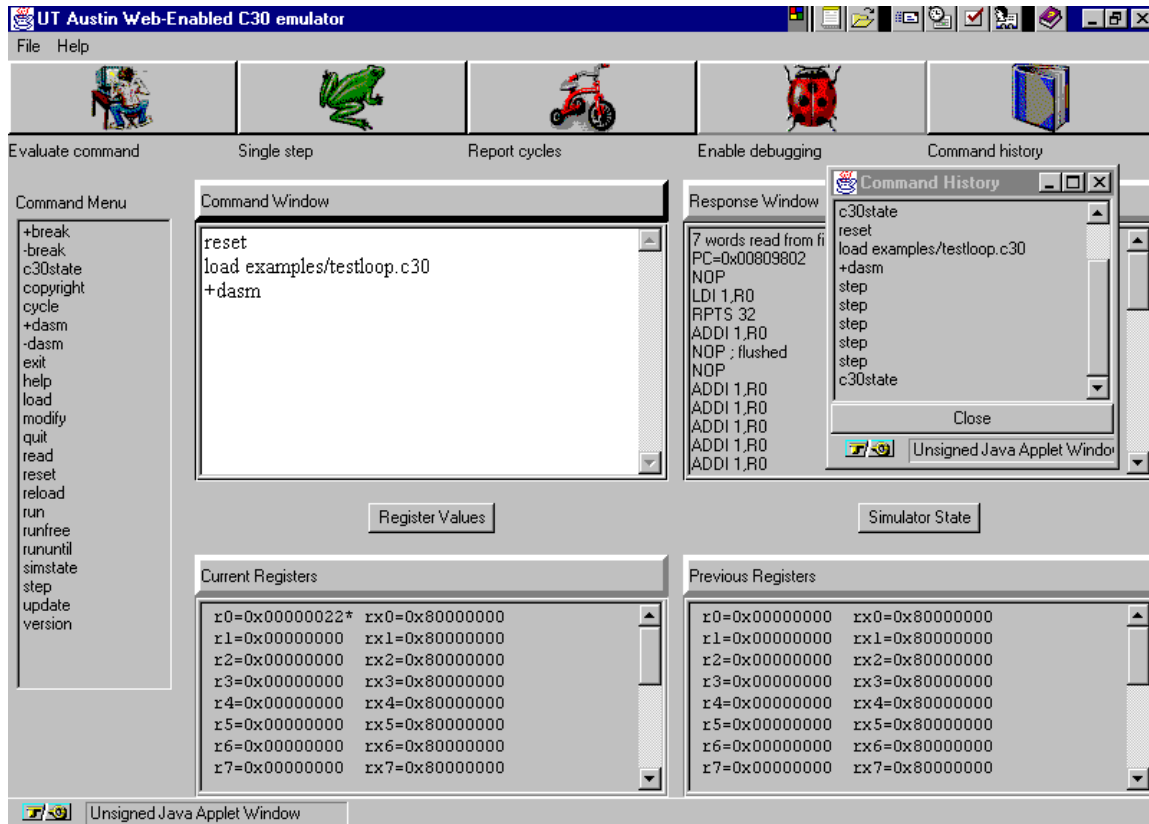 UT Austin Web-Enabled C30 emulator
File Help
Evaluate command
Single step
Report cycles
Enable debugging
Command history
Command Menu
+break
-break
c30state
copyright
cycle
+dasm
-dasm
exit
help
load
modify
quit
read
reset
reload
run
runfree
rununtil
simstate
step
update
version
Command Window
reset
load examples/testloop.c30
+dasm
Response Window
7 words read from fi
PC=0x00809802
NOP
LDI 1,R0
RPTS 32
ADDI 1,R0
NOP ; flushed
NOP
ADDI 1,R0
ADDI 1,R0
ADDI 1,R0
ADDI 1,R0
ADDI 1,R0
Command History
c30state
reset
load examples/testloop.c30
+dasm
step
step
step
step
step
c30state
Close
Unsigned Java Applet Windo
Register Values
Simulator State
Current Registers
r0=0x00000022* rx0=0x80000000
r1=0x00000000 rx1=0x80000000
r2=0x00000000 rx2=0x80000000
r3=0x00000000 rx3=0x80000000
r4=0x00000000 rx4=0x80000000
r5=0x00000000 rx5=0x80000000
r6=0x00000000 rx6=0x80000000
r7=0x00000000 rx7=0x80000000
Previous Registers
r0=0x00000000 rx0=0x80000000
r1=0x00000000 rx1=0x80000000
r2=0x00000000 rx2=0x80000000
r3=0x00000000 rx3=0x80000000
r4=0x00000000 rx4=0x80000000
r5=0x00000000 rx5=0x80000000
r6=0x00000000 rx6=0x80000000
r7=0x00000000 rx7=0x80000000
Unsigned Java Applet Window